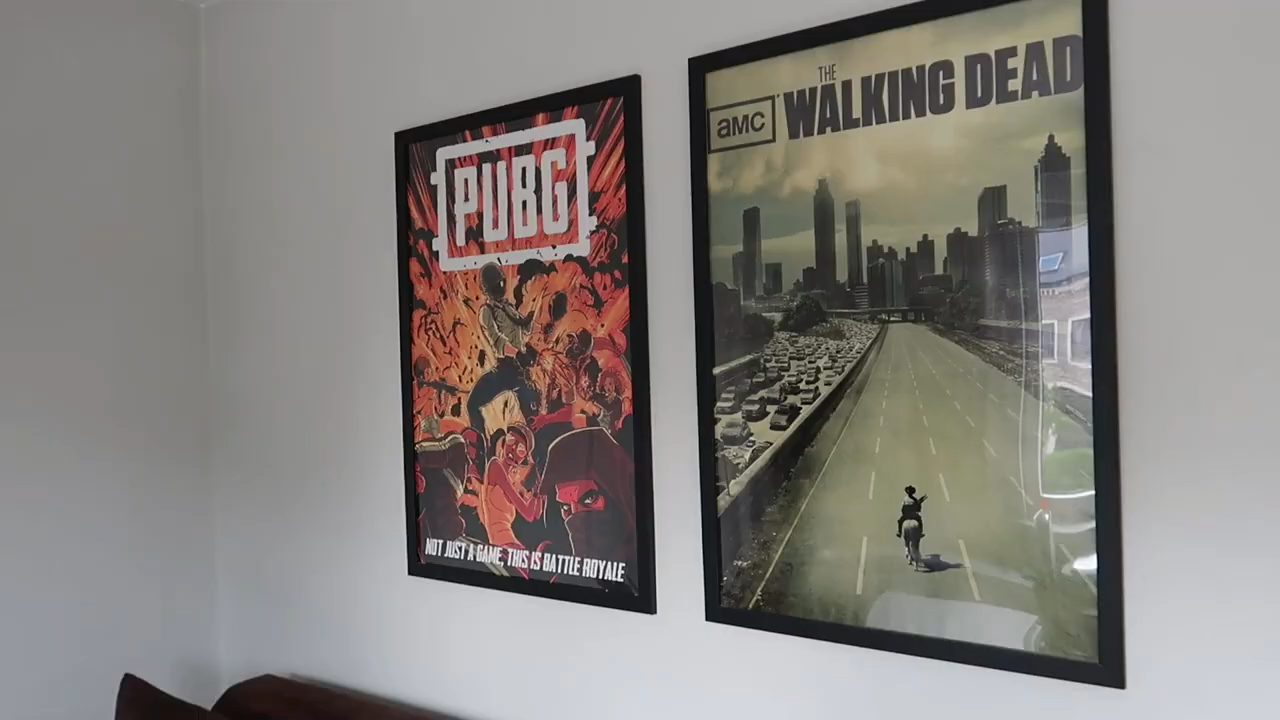 PUBG
NOT JUST A GAME, THIS IS BATTLE ROYALE
aMC
THE
WALKING DEAD